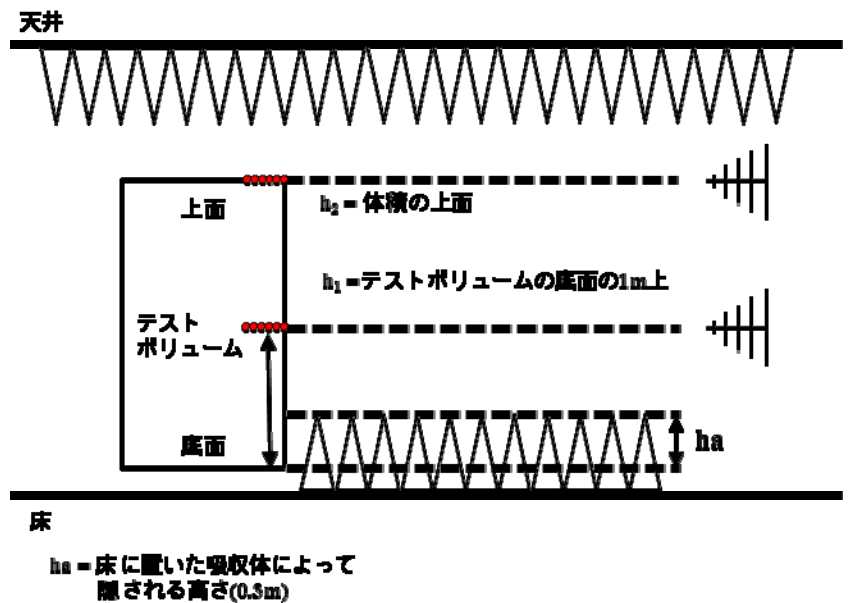 天井
上面
h₂ = 体積の上面
h₁ =テストボリュームの底面の1m上
テスト
ボリューム
底面
ha
床
ha = 床に置いた吸収体によって
隠される高さ(0.3m)